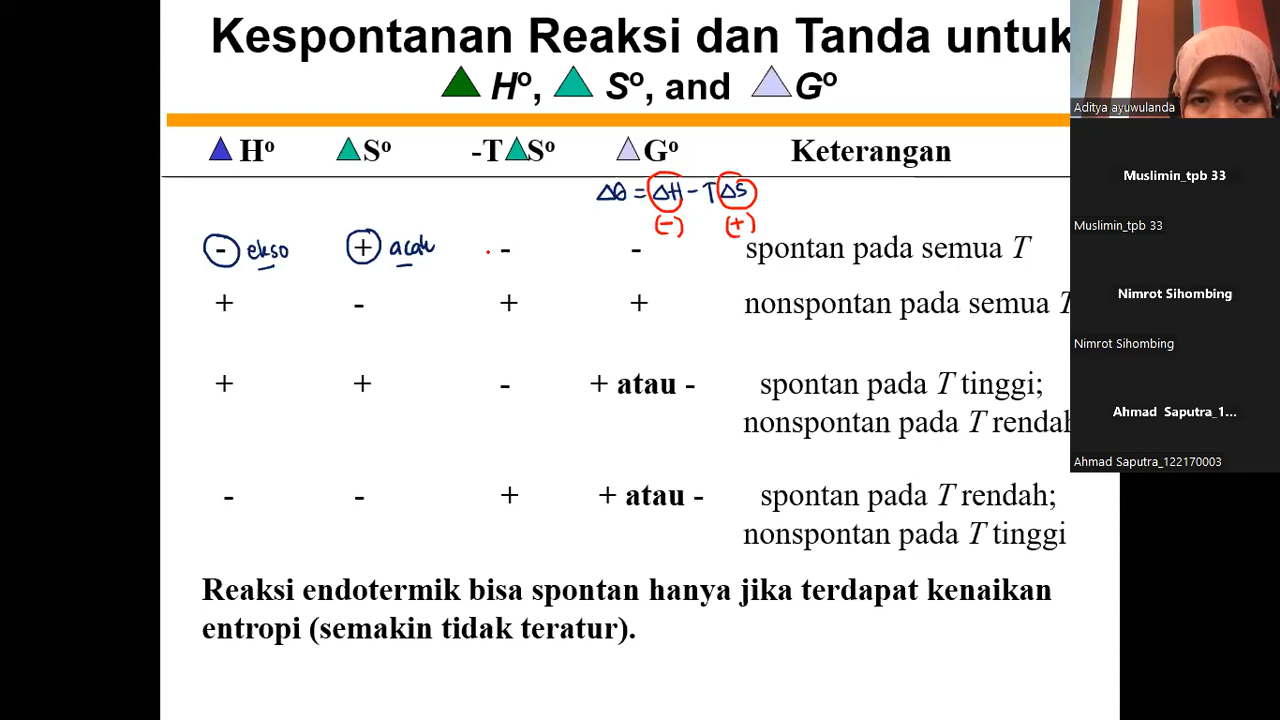 Kespontanan Reaksi dan Tanda untuk
Hº, Sº, and Gº
Hº Sº -T Sº Gº Keterangan
ΔG = ΔH - T ΔS
(-) (+)
- ekso + acak - - spontan pada semua T
+ - + + nonspontan pada semua T
+ + - + atau - spontan pada T tinggi;
nonspontan pada T rendah
- - + + atau - spontan pada T rendah;
nonspontan pada T tinggi
Reaksi endotermik bisa spontan hanya jika terdapat kenaikan
entropi (semakin tidak teratur).
Aditya ayuwulanda
Muslimin_tpb 33
Muslimin_tpb 33
Nimrot Sihombing
Nimrot Sihombing
Ahmad Saputra_1...
Ahmad Saputra_122170003